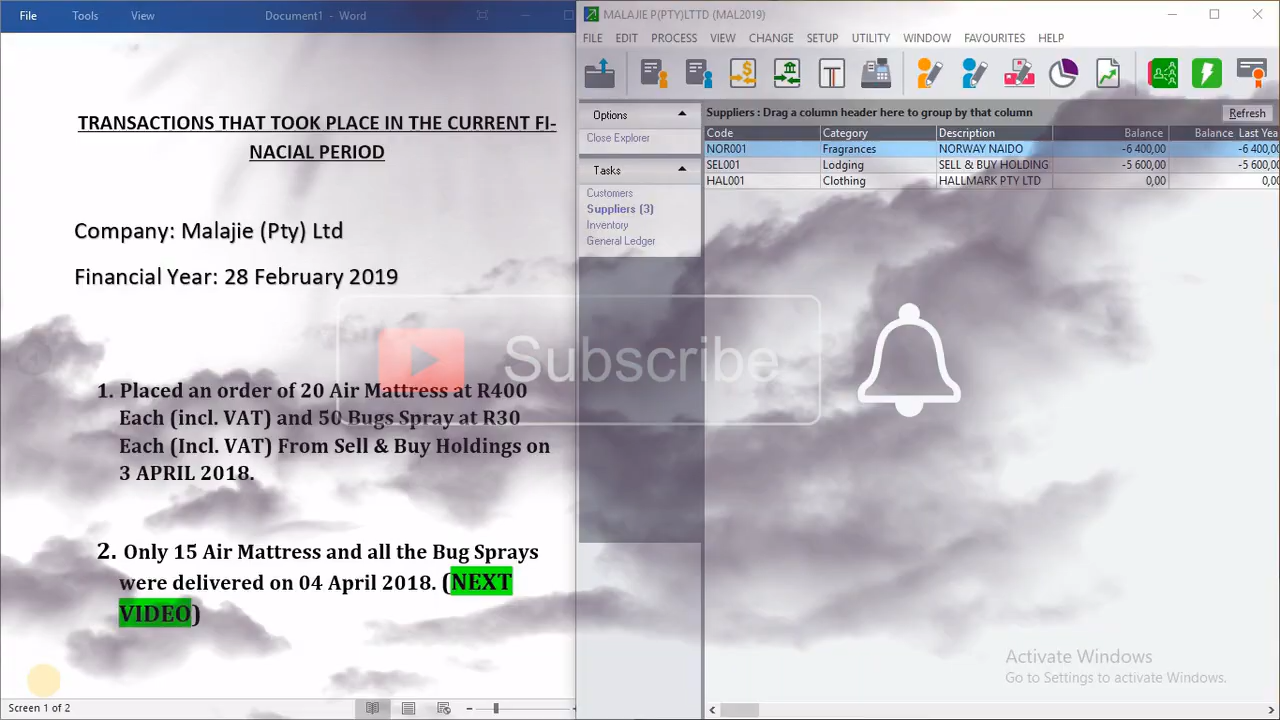 File Tools View Document1 - Word
TRANSACTIONS THAT TOOK PLACE IN THE CURRENT FI-
NACIAL PERIOD
Company: Malajie (Pty) Ltd
Financial Year: 28 February 2019
1. Placed an order of 20 Air Mattress at R400
Each (incl. VAT) and 50 Bugs Spray at R30
Each (Incl. VAT) From Sell & Buy Holdings on
3 APRIL 2018.
2. Only 15 Air Mattress and all the Bug Sprays
were delivered on 04 April 2018. (NEXT
VIDEO)
Screen 1 of 2
MALAJIE P(PTY)LTTD (MAL2019)
FILE EDIT PROCESS VIEW CHANGE SETUP UTILITY WINDOW FAVOURITES HELP
Options
Close Explorer
Tasks
Customers
Suppliers (3)
Inventory
General Ledger
Suppliers : Drag a column header here to group by that column Refresh
Code Category Description Balance Balance Last Yea
NOR001 Fragrances NORWAY NAIDO -6 400,00 -6 400,00
SEL001 Lodging SELL & BUY HOLDING -5 600,00 -5 600,00
HAL001 Clothing HALLMARK PTY LTD 0,00 0,00
Subscribe
Activate Windows
Go to Settings to activate Windows.